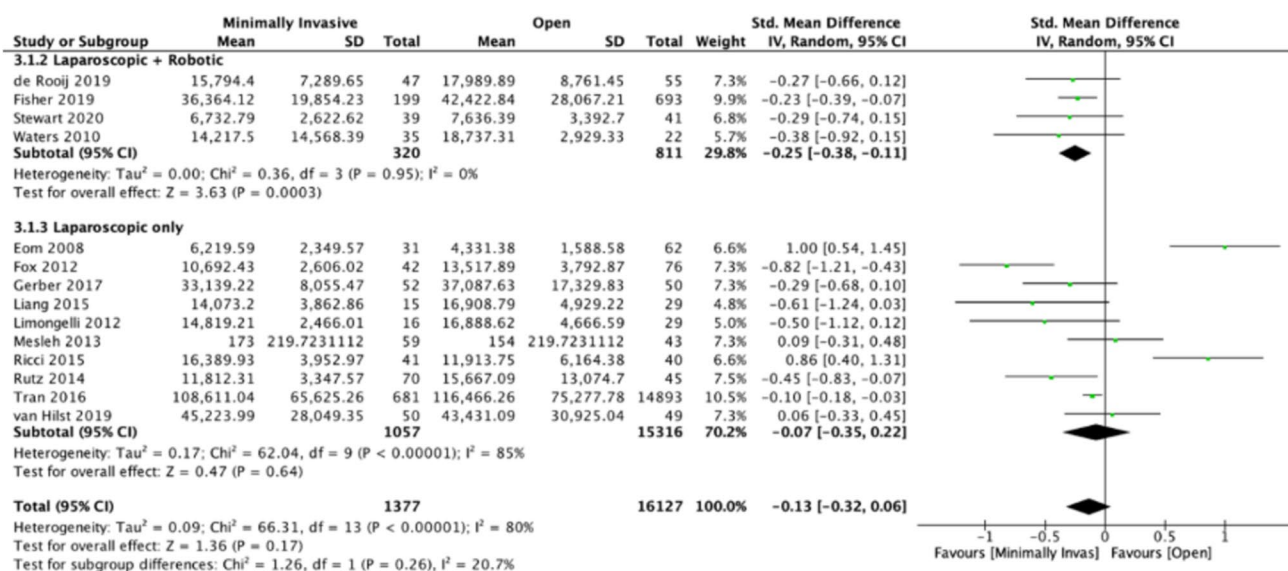 Minimally Invasive Open Std. Mean Difference Std. Mean Difference
Study or Subgroup Mean SD Total Mean SD Total Weight IV, Random, 95% CI IV, Random, 95% CI
3.1.2 Laparoscopic + Robotic
de Rooij 2019 15,794.4 7,289.65 47 17,989.89 8,761.45 55 7.3% -0.27 [-0.66, 0.12]
Fisher 2019 36,364.12 19,854.23 199 42,422.84 28,067.21 693 9.9% -0.23 [-0.39, -0.07]
Stewart 2020 6,732.79 2,622.62 39 7,636.39 3,392.7 41 6.8% -0.29 [-0.74, 0.15]
Waters 2010 14,217.5 14,568.39 35 18,737.31 2,929.33 22 5.7% -0.38 [-0.92, 0.15]
Subtotal (95% CI) 320 811 29.8% -0.25 [-0.38, -0.11]
Heterogeneity: Tau² = 0.00; Chi² = 0.36, df = 3 (P = 0.95); I² = 0%
Test for overall effect: Z = 3.63 (P = 0.0003)
3.1.3 Laparoscopic only
Eom 2008 6,219.59 2,349.57 31 4,331.38 1,588.58 62 6.6% 1.00 [0.54, 1.45]
Fox 2012 10,692.43 2,606.02 42 13,517.89 3,792.87 76 7.3% -0.82 [-1.21, -0.43]
Gerber 2017 33,139.22 8,055.47 52 37,087.63 17,329.83 50 7.3% -0.29 [-0.68, 0.10]
Liang 2015 14,073.2 3,862.86 15 16,908.79 4,929.22 29 4.8% -0.61 [-1.24, 0.03]
Limongelli 2012 14,819.21 2,466.01 16 16,888.62 4,666.59 29 5.0% -0.50 [-1.12, 0.12]
Mesleh 2013 173 219.7231112 59 154 219.7231112 43 7.3% 0.09 [-0.31, 0.48]
Ricci 2015 16,389.93 3,952.97 41 11,913.75 6,164.38 40 6.6% 0.86 [0.40, 1.31]
Rutz 2014 11,812.31 3,347.57 70 15,667.09 13,074.7 45 7.5% -0.45 [-0.83, -0.07]
Tran 2016 108,611.04 65,625.26 681 116,466.26 75,277.78 14893 10.5% -0.10 [-0.18, -0.03]
van Hilst 2019 45,223.99 28,049.35 50 43,431.09 30,925.04 49 7.3% 0.06 [-0.33, 0.45]
Subtotal (95% CI) 1057 15316 70.2% -0.07 [-0.35, 0.22]
Heterogeneity: Tau² = 0.17; Chi² = 62.04, df = 9 (P < 0.00001); I² = 85%
Test for overall effect: Z = 0.47 (P = 0.64)
Total (95% CI) 1377 16127 100.0% -0.13 [-0.32, 0.06]
Heterogeneity: Tau² = 0.09; Chi² = 66.31, df = 13 (P < 0.00001); I² = 80%
Test for overall effect: Z = 1.36 (P = 0.17)
Test for subgroup differences: Chi² = 1.26, df = 1 (P = 0.26), I² = 20.7%
-1 -0.5 0 0.5 1
Favours [Minimally Invas] Favours [Open]